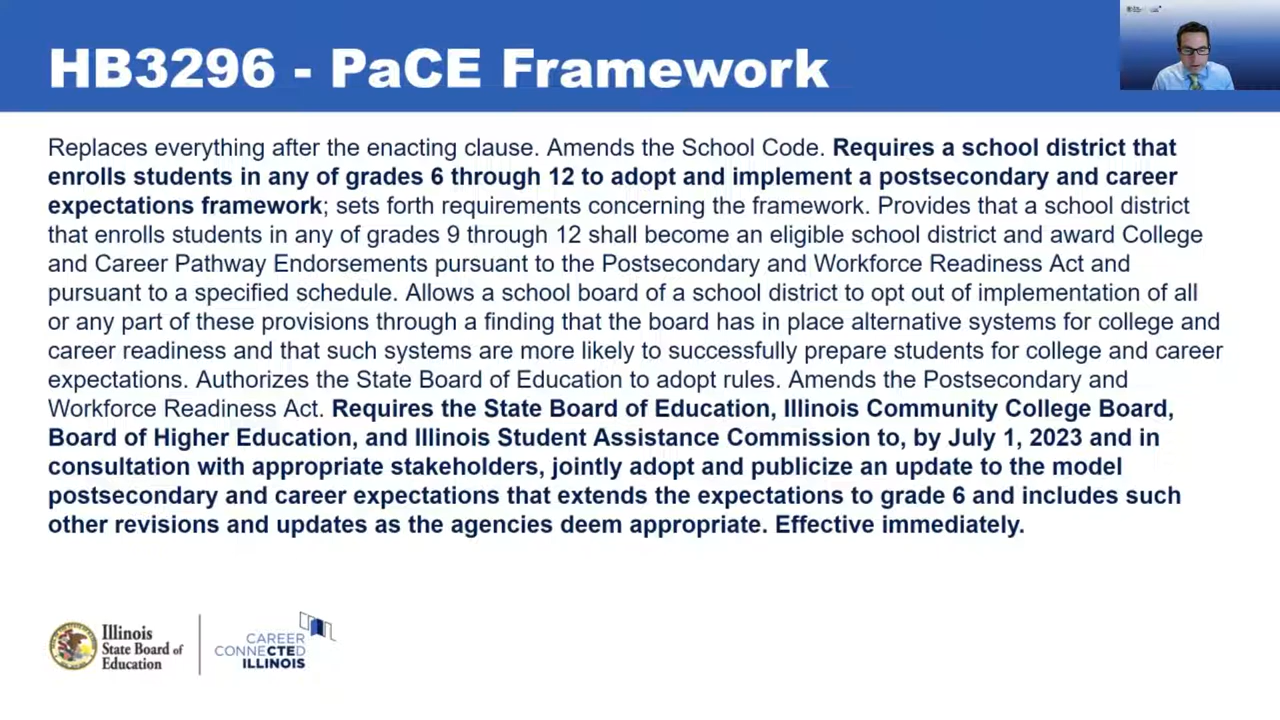 HB3296 - PaCE Framework
Replaces everything after the enacting clause. Amends the School Code. Requires a school district that
enrolls students in any of grades 6 through 12 to adopt and implement a postsecondary and career
expectations framework; sets forth requirements concerning the framework. Provides that a school district
that enrolls students in any of grades 9 through 12 shall become an eligible school district and award College
and Career Pathway Endorsements pursuant to the Postsecondary and Workforce Readiness Act and
pursuant to a specified schedule. Allows a school board of a school district to opt out of implementation of all
or any part of these provisions through a finding that the board has in place alternative systems for college and
career readiness and that such systems are more likely to successfully prepare students for college and career
expectations. Authorizes the State Board of Education to adopt rules. Amends the Postsecondary and
Workforce Readiness Act. Requires the State Board of Education, Illinois Community College Board,
Board of Higher Education, and Illinois Student Assistance Commission to, by July 1, 2023 and in
consultation with appropriate stakeholders, jointly adopt and publicize an update to the model
postsecondary and career expectations that extends the expectations to grade 6 and includes such
other revisions and updates as the agencies deem appropriate. Effective immediately.
Illinois
State Board of
Education
CAREER
CONNECTED
ILLINOIS